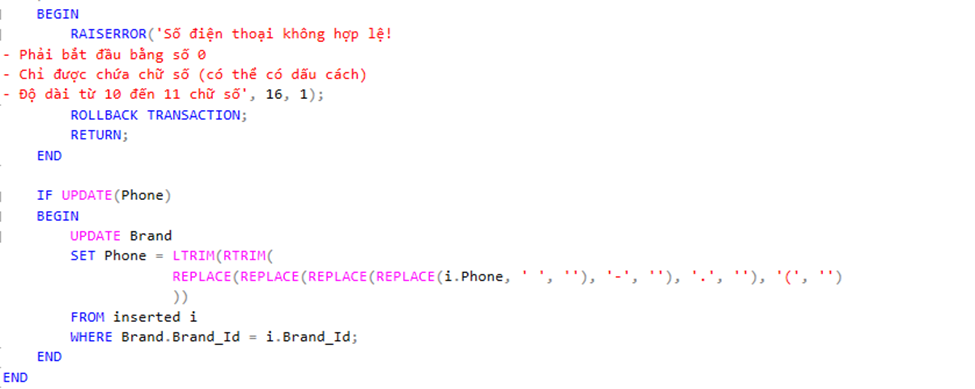 BEGIN
RAISERROR('Số điện thoại không hợp lệ!
- Phải bắt đầu bằng số 0
- Chỉ được chứa chữ số (có thể có dấu cách)
- Độ dài từ 10 đến 11 chữ số', 16, 1);
ROLLBACK TRANSACTION;
RETURN;
END
IF UPDATE(Phone)
BEGIN
UPDATE Brand
SET Phone = LTRIM(RTRIM(
REPLACE(REPLACE(REPLACE(REPLACE(i.Phone, ' ', ''), '-', ''), '.', ''), '(', '')
))
FROM inserted i
WHERE Brand.Brand_Id = i.Brand_Id;
END
END